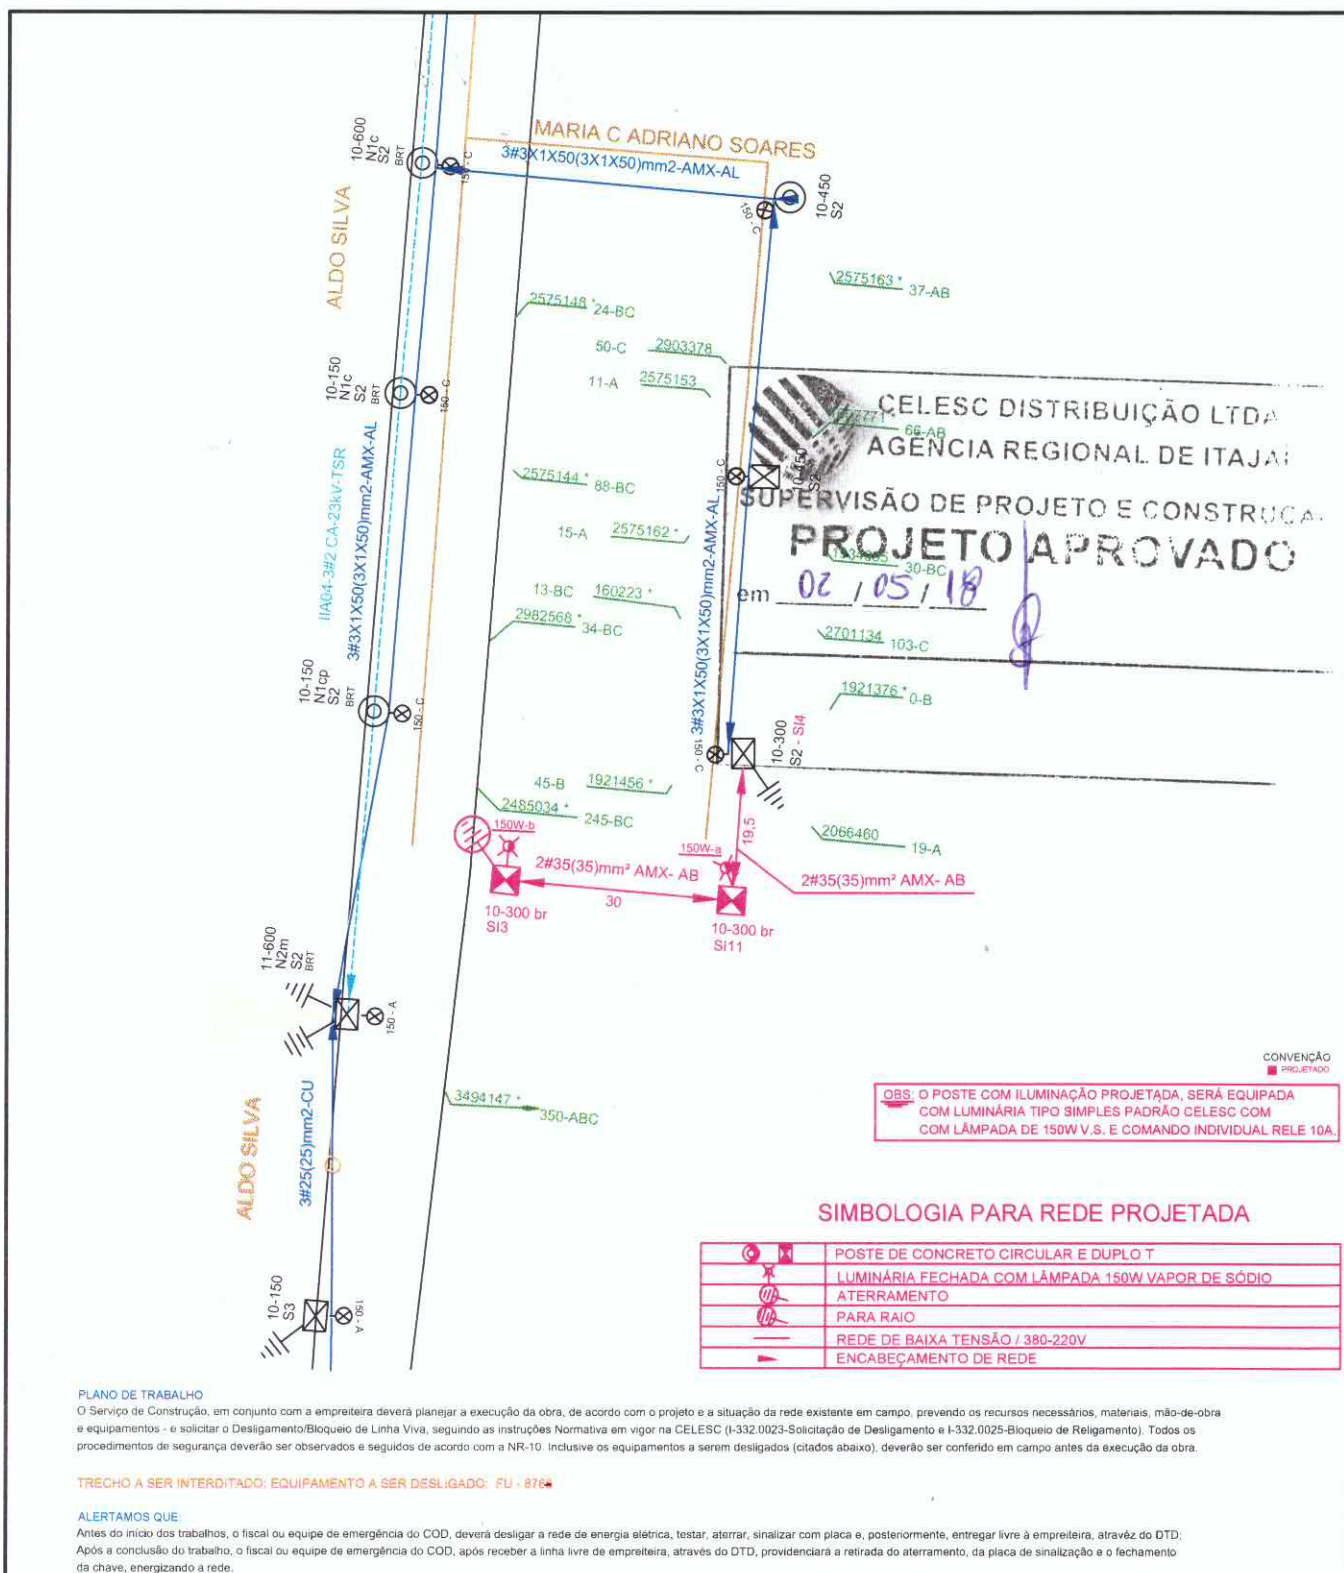 MARIA C ADRIANO SOARES
3#3X1X50(3X1X50)mm2-AMX-AL
10-600
N1c
S2
BRT
150 - C
ALDO SILVA
150 - C
10-450
S2
2575163 * 37-AB
2575148 * 24-BC
50-C 2903378
11-A 2575153
10-150
N1c
S2
BRT
150 - C
IIA04-3#2 CA-23kV-TSR
3#3X1X50(3X1X50)mm2-AMX-AL
CELESC DISTRIBUIÇÃO LTDA
66-AB
AGÊNCIA REGIONAL DE ITAJAI
150 - C
10-450
S2
2575144 * 88-BC
SUPERVISÃO DE PROJETO E CONSTRUÇA
15-A 2575162 *
PROJETO APROVADO
30-BC
em 02 / 05 / 18
3#3X1X50(3X1X50)mm2-AMX-AL
13-BC 160223 *
2982568 * 34-BC
2701134 103-C
1921376 * 0-B
10-150
N1cp
S2
BRT
150 - C
150 - C
10-300
S2 - SI4
45-B 1921456 *
2485034 * 245-BC
150W-b
150W-a
19,5
2066460 19-A
2#35(35)mm² AMX- AB
2#35(35)mm² AMX- AB
30
10-300 br
SI3
10-300 br
SI11
11-600
N2m
S2
BRT
150 - A
CONVENÇÃO
PROJETADO
3494147 * 350-ABC
OBS: O POSTE COM ILUMINAÇÃO PROJETADA, SERÁ EQUIPADA
COM LUMINÁRIA TIPO SIMPLES PADRÃO CELESC COM
COM LÂMPADA DE 150W V.S. E COMANDO INDIVIDUAL RELE 10A.
ALDO SILVA
3#25(25)mm2-CU
10-150
S3
150 - A
SIMBOLOGIA PARA REDE PROJETADA
POSTE DE CONCRETO CIRCULAR E DUPLO T
LUMINÁRIA FECHADA COM LÂMPADA 150W VAPOR DE SÓDIO
ATERRAMENTO
PARA RAIO
REDE DE BAIXA TENSÃO / 380-220V
ENCABEÇAMENTO DE REDE
PLANO DE TRABALHO
O Serviço de Construção, em conjunto com a empreiteira deverá planejar a execução da obra, de acordo com o projeto e a situação da rede existente em campo, prevendo os recursos necessários, materiais, mão-de-obra
e equipamentos - e solicitar o Desligamento/Bloqueio de Linha Viva, seguindo as instruções Normativa em vigor na CELESC (I-332.0023-Solicitação de Desligamento e I-332.0025-Bloqueio de Religamento). Todos os
procedimentos de segurança deverão ser observados e seguidos de acordo com a NR-10. Inclusive os equipamentos a serem desligados (citados abaixo), deverão ser conferido em campo antes da execução da obra.
TRECHO A SER INTERDITADO: EQUIPAMENTO A SER DESLIGADO: FU -
ALERTAMOS QUE:
Antes do início dos trabalhos, o fiscal ou equipe de emergência do COD, deverá desligar a rede de energia elétrica, testar, aterrar, sinalizar com placa e, posteriormente, entregar livre à empreiteira, atravéz do DTD;
Após a conclusão do trabalho, o fiscal ou equipe de emergência do COD, após receber a linha livre de empreiteira, através do DTD, providenciará a retirada do aterramento, da placa de sinalização e o fechamento
da chave, energizando a rede.